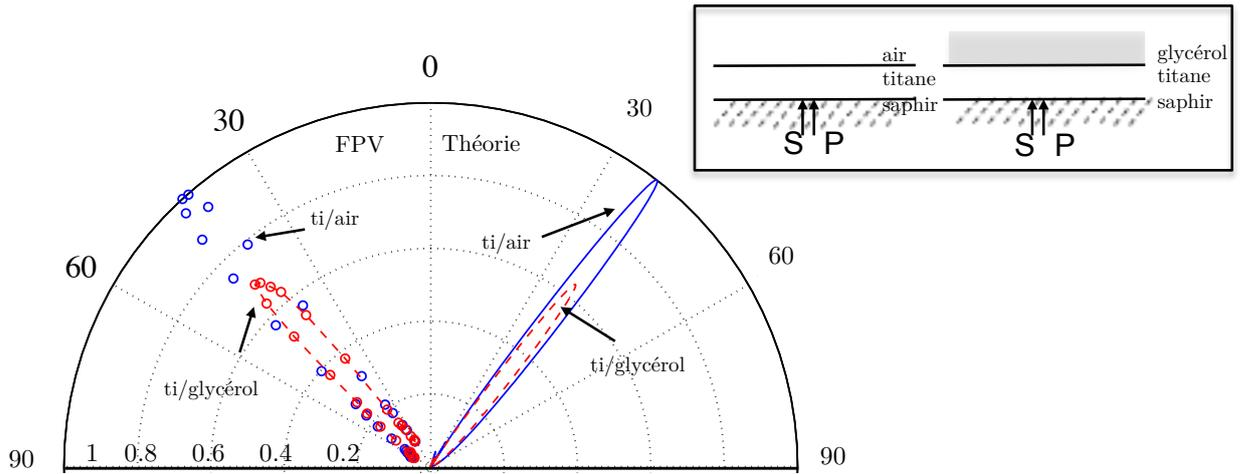 0
30
30
60
60
90
90
FPV
Théorie
ti/air
ti/air
ti/glycérol
ti/glycérol
1 0.8 0.6 0.4 0.2
air
titane
saphir
S P
glycérol
titane
saphir
S P